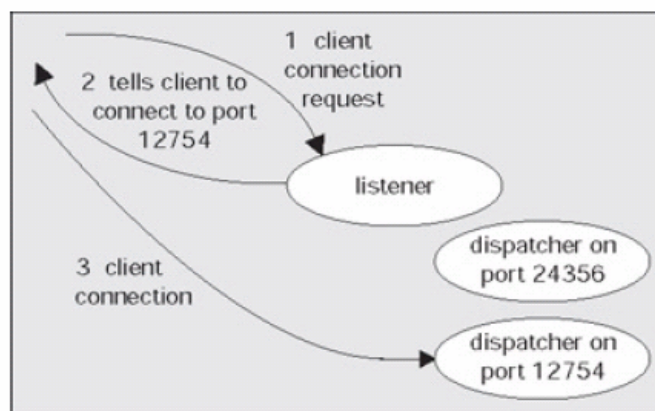 1 client
connection
request
2 tells client to
connect to port
12754
listener
dispatcher on
port 24356
3 client
connection
dispatcher on
port 12754